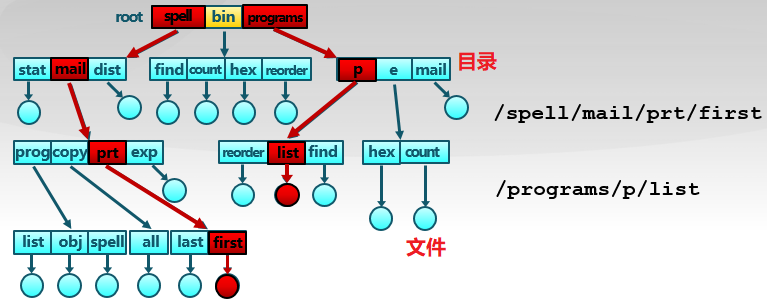 root spell bin programs
stat mail dist find count hex reorder p e mail 目录
/spell/mail/prt/first
prog copy prt exp reorder list find hex count
/programs/p/list
list obj spell all last first 文件